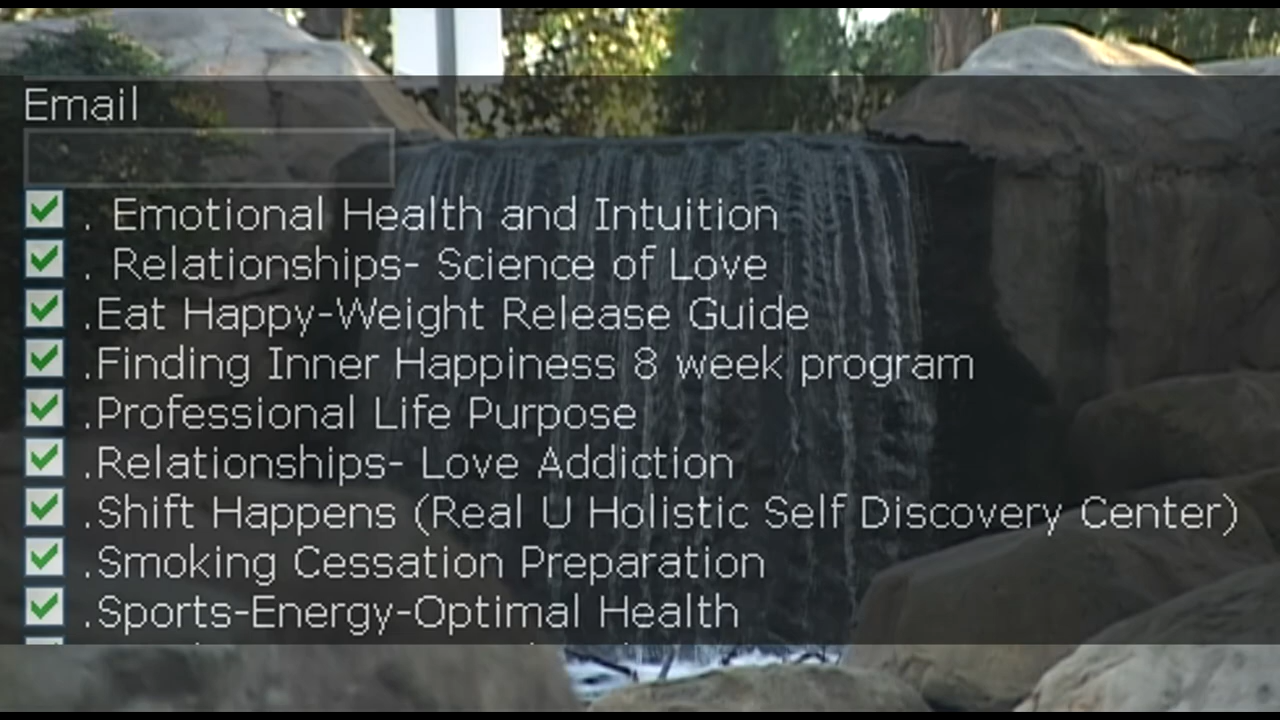 Email
. Emotional Health and Intuition
. Relationships- Science of Love
.Eat Happy-Weight Release Guide
.Finding Inner Happiness 8 week program
.Professional Life Purpose
.Relationships- Love Addiction
.Shift Happens (Real U Holistic Self Discovery Center)
.Smoking Cessation Preparation
.Sports-Energy-Optimal Health